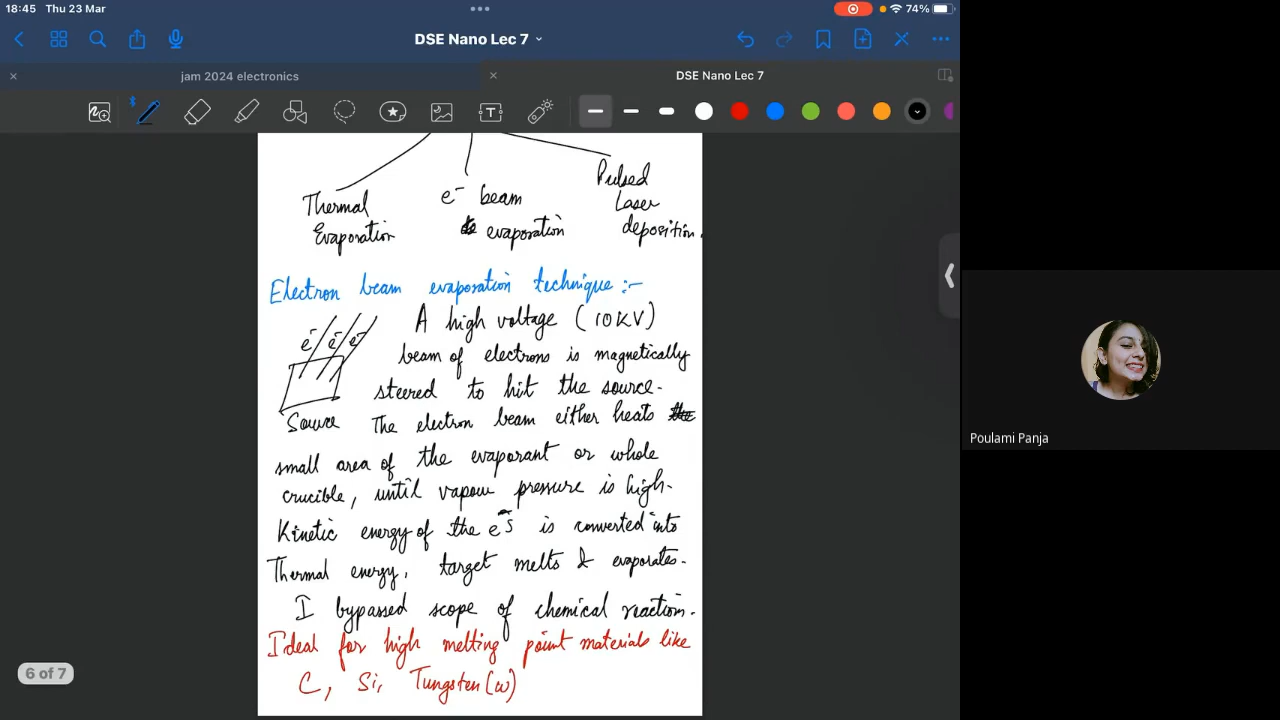 18:45 Thu 23 Mar
74%
DSE Nano Lec 7
jam 2024 electronics
DSE Nano Lec 7
Thermal Evaporation
e⁻ beam evaporation
Pulsed Laser deposition.
Electron beam evaporation technique :-
e⁻ e⁻ e⁻
Source
A high voltage (10KV)
beam of electrons is magnetically
steered to hit the source.
The electron beam either heats the
small area of the evaporant or whole
crucible, until vapour pressure is high.
Kinetic energy of the e⁻s is converted into
Thermal energy, target melts & evaporates.
I bypassed scope of chemical reaction.
Ideal for high melting point materials like
C, Si, Tungsten (W)
6 of 7
Poulami Panja